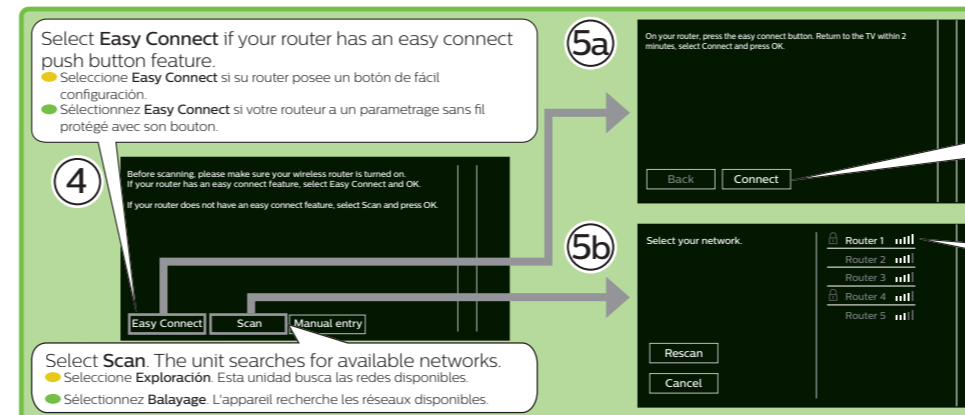 Select Easy Connect if your router has an easy connect
push button feature.
Seleccione Easy Connect si su router posee un botón de fácil
configuración.
Sélectionnez Easy Connect si votre routeur a un parametrage sans fil
protégé avec son bouton.
4
Before scanning, please make sure your wireless router is turned on.
If your router has an easy connect feature, select Easy Connect and OK.
If your router does not have an easy connect feature, select Scan and press OK.
Easy Connect
Scan
Manual entry
Select Scan. The unit searches for available networks.
Seleccione Exploración. Esta unidad busca las redes disponibles.
Sélectionnez Balayage. L'appareil recherche les réseaux disponibles.
5a
On your router, press the easy connect button. Return to the TV within 2
minutes, select Connect and press OK.
Back
Connect
5b
Select your network.
Router 1
Router 2
Router 3
Router 4
Router 5
Rescan
Cancel